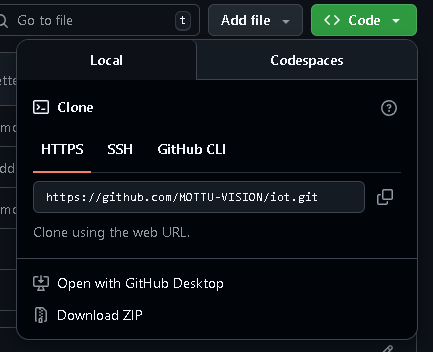 Go to file
t
Add file
Code
Local
Codespaces
Clone
HTTPS
SSH
GitHub CLI
https://github.com/MOTTU-VISION/iot.git
Clone using the web URL.
Open with GitHub Desktop
Download ZIP